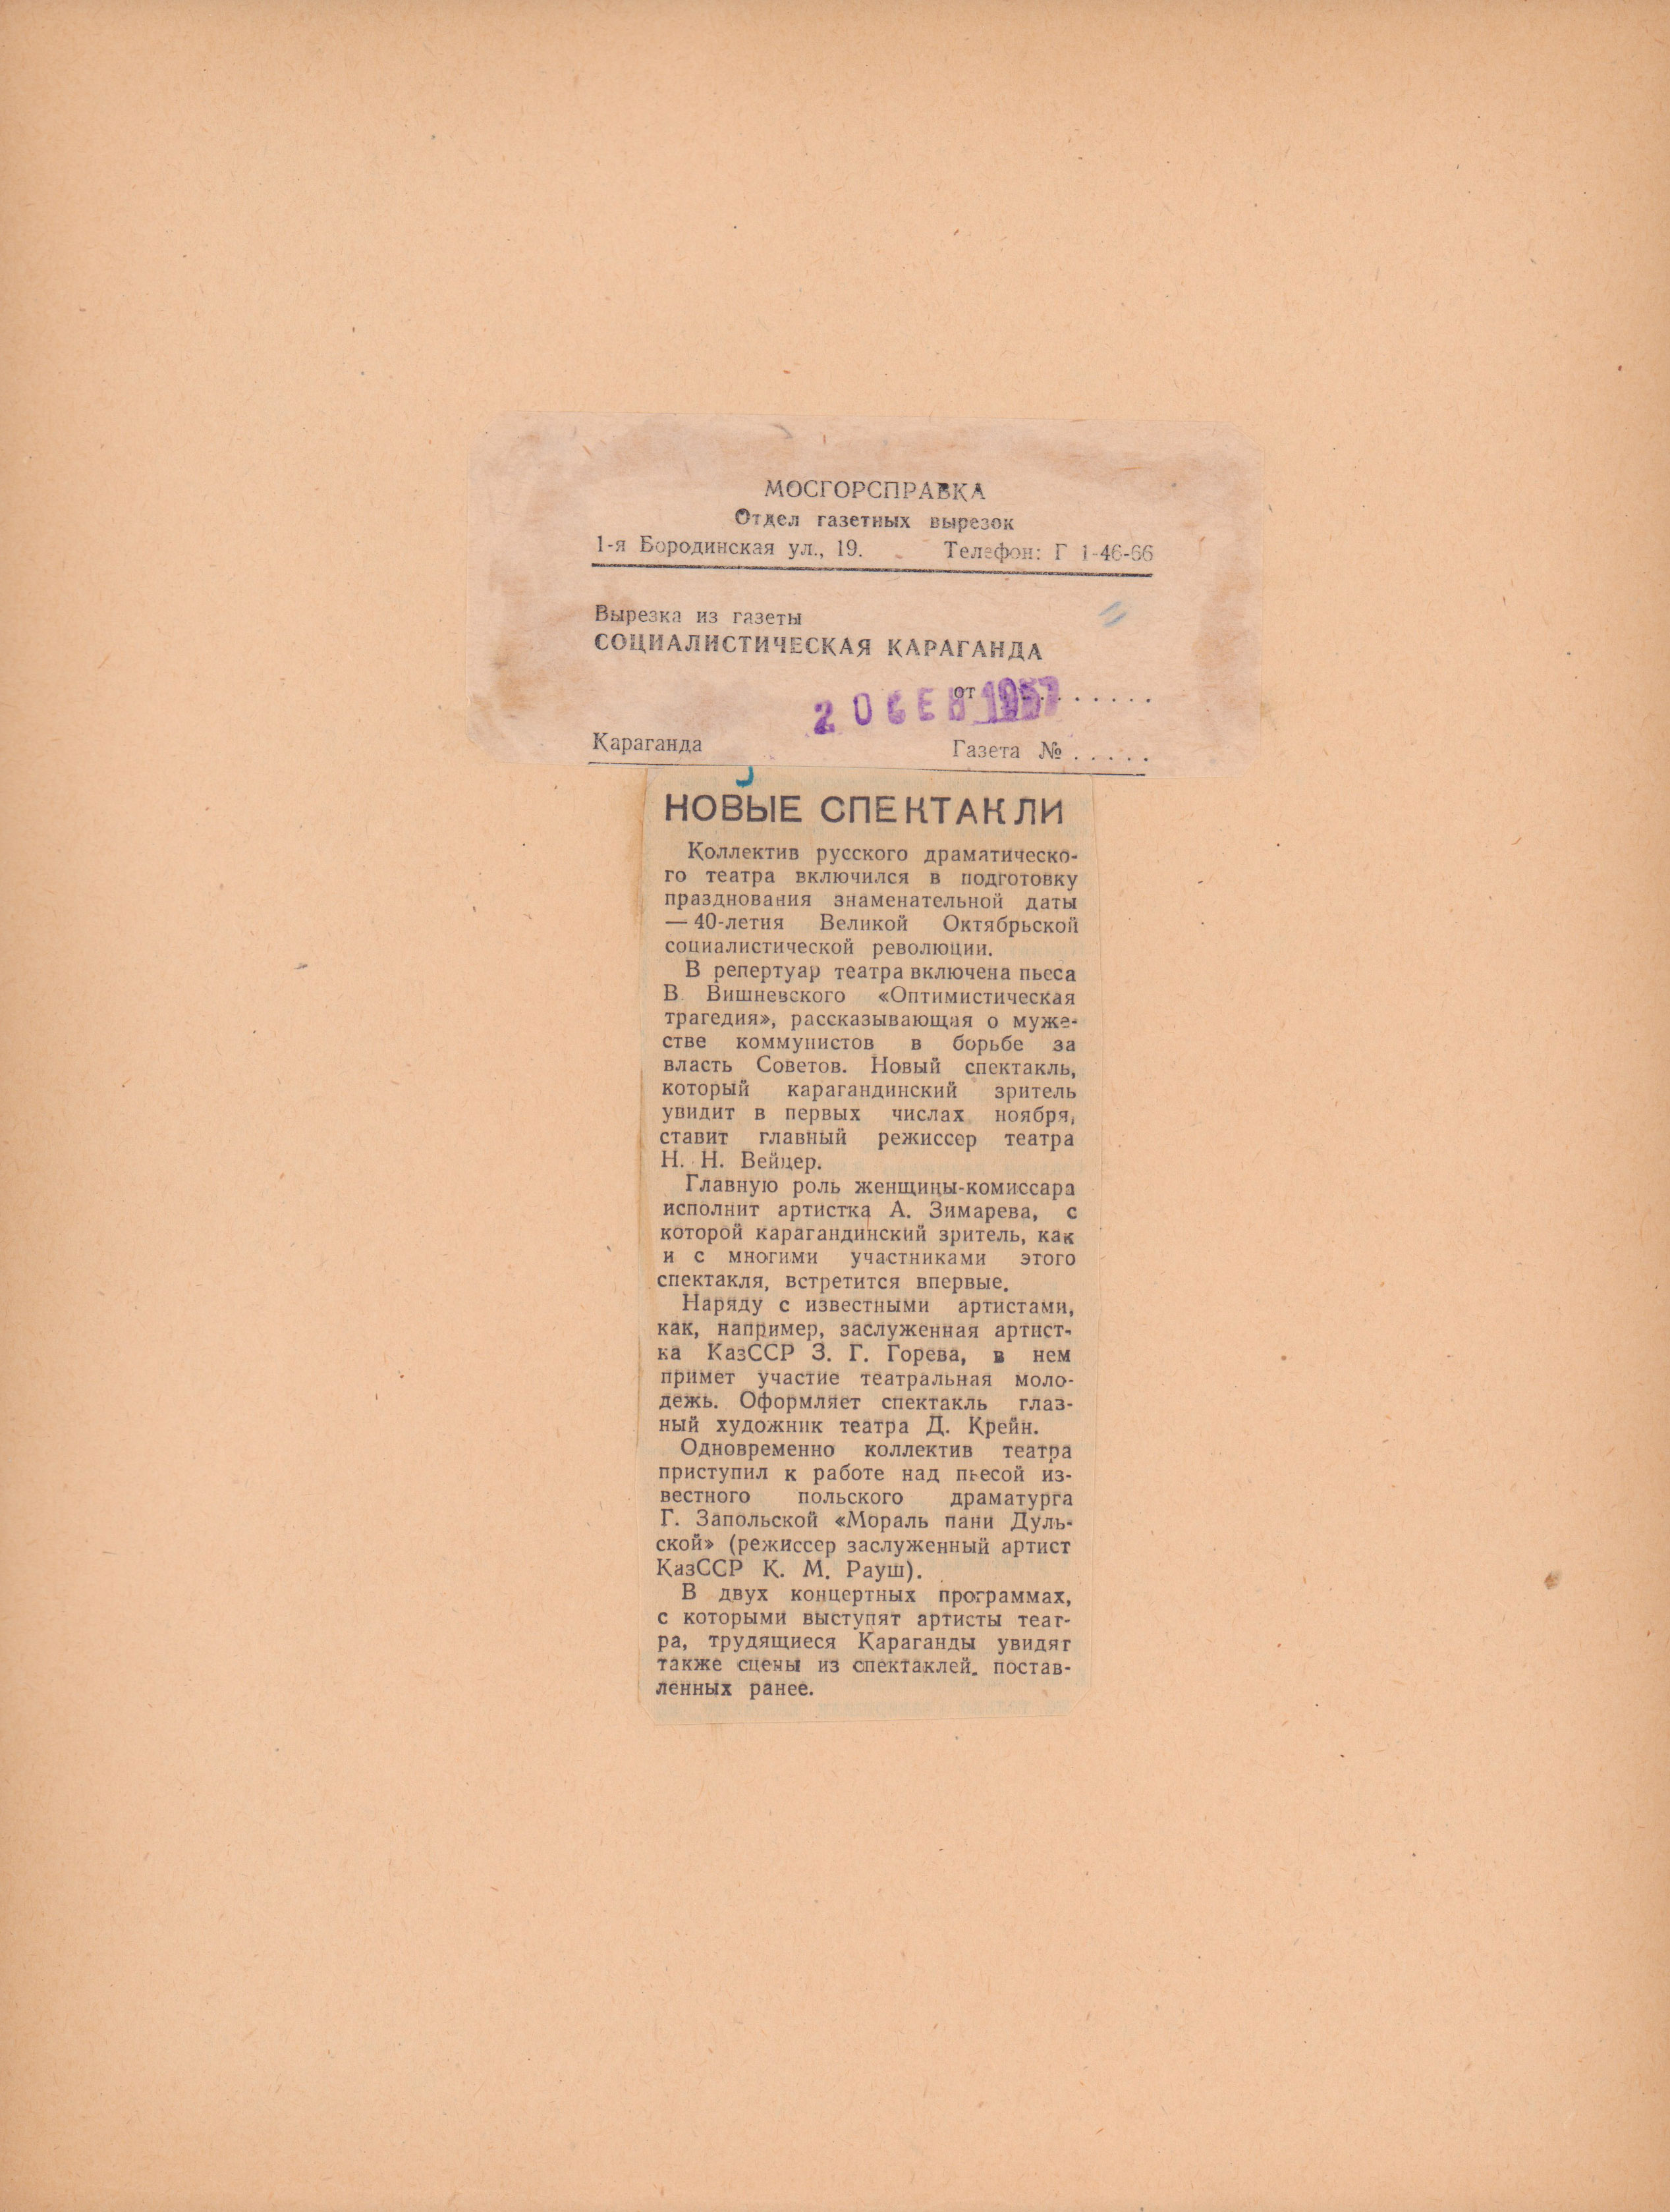 МОСГОРСПРАВКА
Отдел газетных вырезок
1-я Бородинская ул., 19. Телефон: Г 1-46-66
Вырезка из газеты
СОЦИАЛИСТИЧЕСКАЯ КАРАГАНДА
от . . . . . .
20 СЕН 1957
Караганда Газета № . . . . .
НОВЫЕ СПЕКТАКЛИ
Коллектив русского драматическо-
го театра включился в подготовку
празднования знаменательной даты
— 40-летия Великой Октябрьской
социалистической революции.
В репертуар театра включена пьеса
В. Вишневского «Оптимистическая
трагедия», рассказывающая о муже-
стве коммунистов в борьбе за
власть Советов. Новый спектакль,
который карагандинский зритель
увидит в первых числах ноября,
ставит главный режиссер театра
Н. Н. Вейцер.
Главную роль женщины-комиссара
исполнит артистка А. Зимарева, с
которой карагандинский зритель, как
и с многими участниками этого
спектакля, встретится впервые.
Наряду с известными артистами,
как, например, заслуженная артист-
ка КазССР З. Г. Горева, в нем
примет участие театральная моло-
дежь. Оформляет спектакль глав-
ный художник театра Д. Крейн.
Одновременно коллектив театра
приступил к работе над пьесой из-
вестного польского драматурга
Г. Запольской «Мораль пани Дуль-
ской» (режиссер заслуженный артист
КазССР К. М. Рауш).
В двух концертных программах,
с которыми выступят артисты теат-
ра, трудящиеся Караганды увидят
также сцены из спектаклей, постав-
ленных ранее.